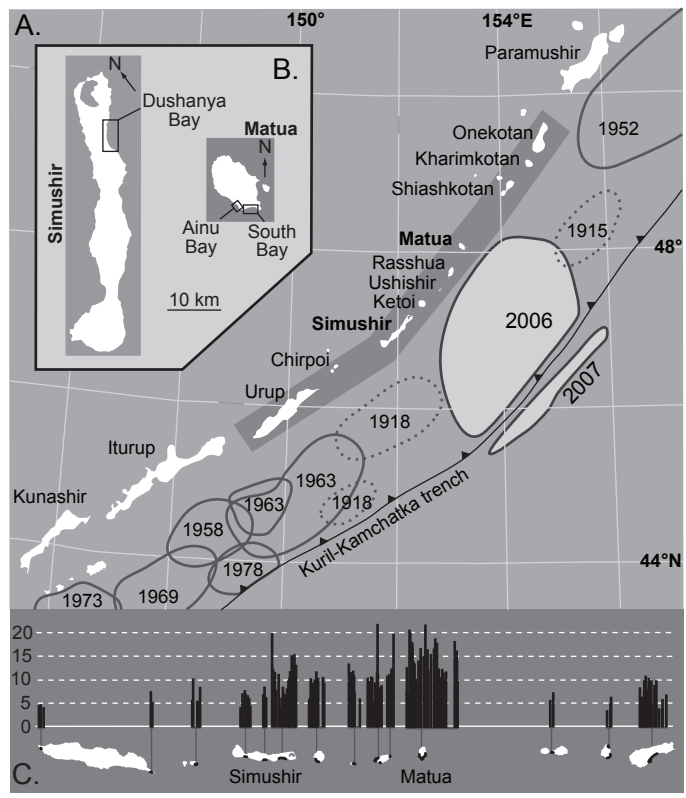 A.
150°
154°E
Paramushir
B.
N
Dushanya
Bay
Matua
N
Simushir
Ainu
Bay
South
Bay
10 km
1952
Onekotan
Kharimkotan
Shiashkotan
1915
Matua
48°
Rasshua
Ushishir
Ketoi
Simushir
2006
2007
Chirpoi
Urup
1918
Iturup
1963
Kunashir
1963
1918
1958
Kuril-Kamchatka trench
1978
44°N
1969
1973
20
15
10
5
0
Simushir
Matua
C.